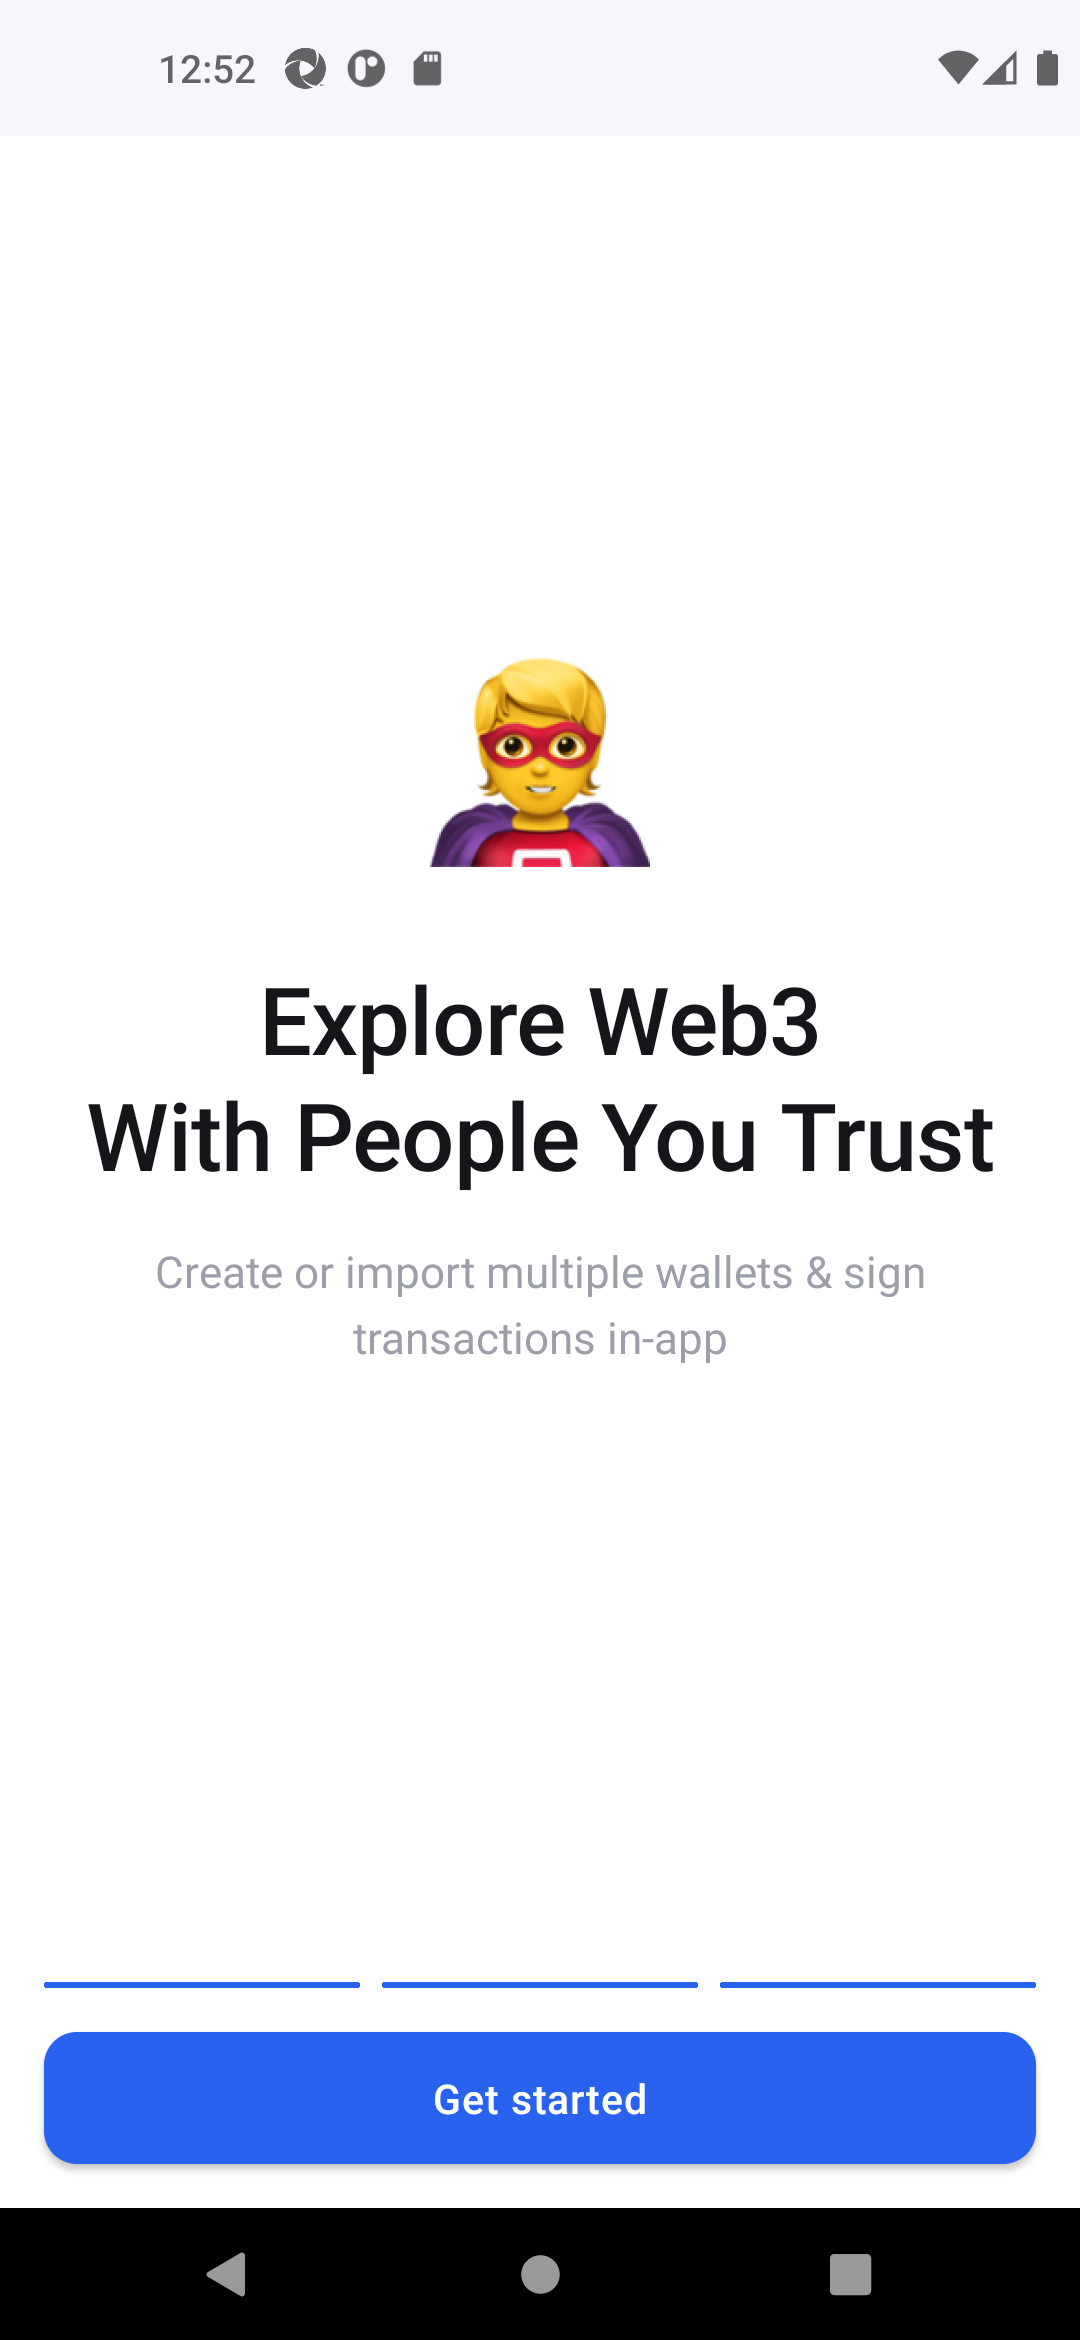 12:52
Explore Web3
With People You Trust
Create or import multiple wallets & sign
transactions in-app
Get started